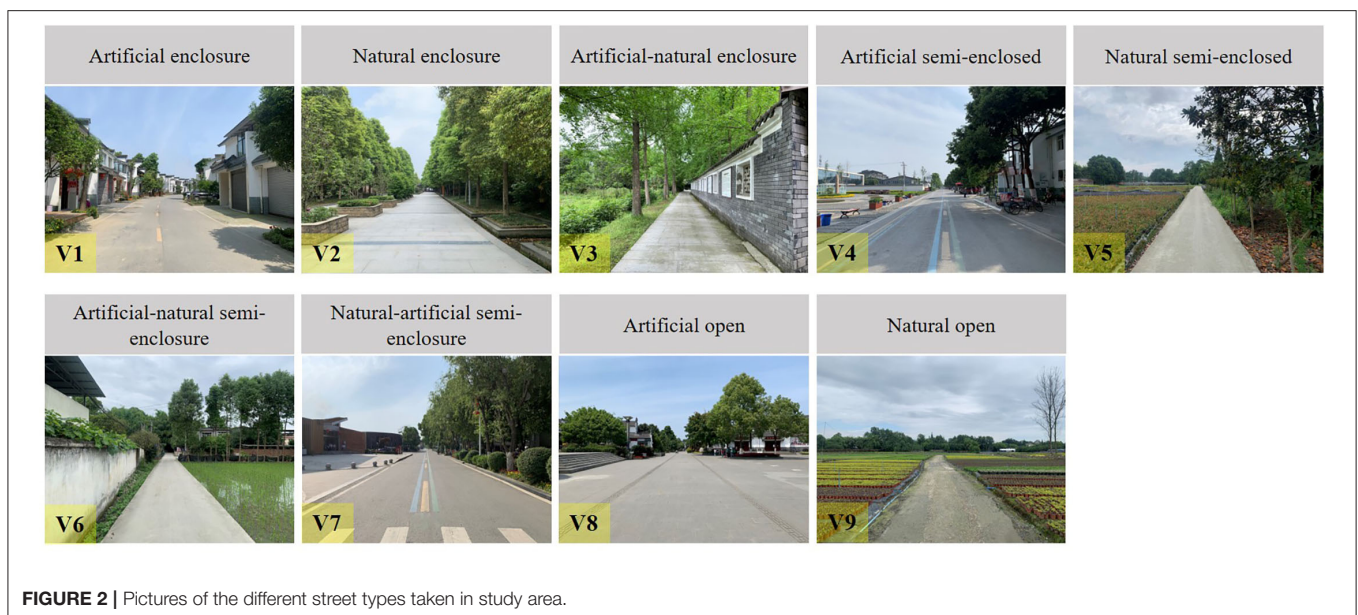 Artificial enclosure
Natural enclosure
Artificial-natural enclosure
Artificial semi-enclosed
Natural semi-enclosed
V1
V2
V3
V4
V5
Artificial-natural semi-
enclosure
Natural-artificial semi-
enclosure
Artificial open
Natural open
V6
V7
V8
V9
FIGURE 2 | Pictures of the different street types taken in study area.